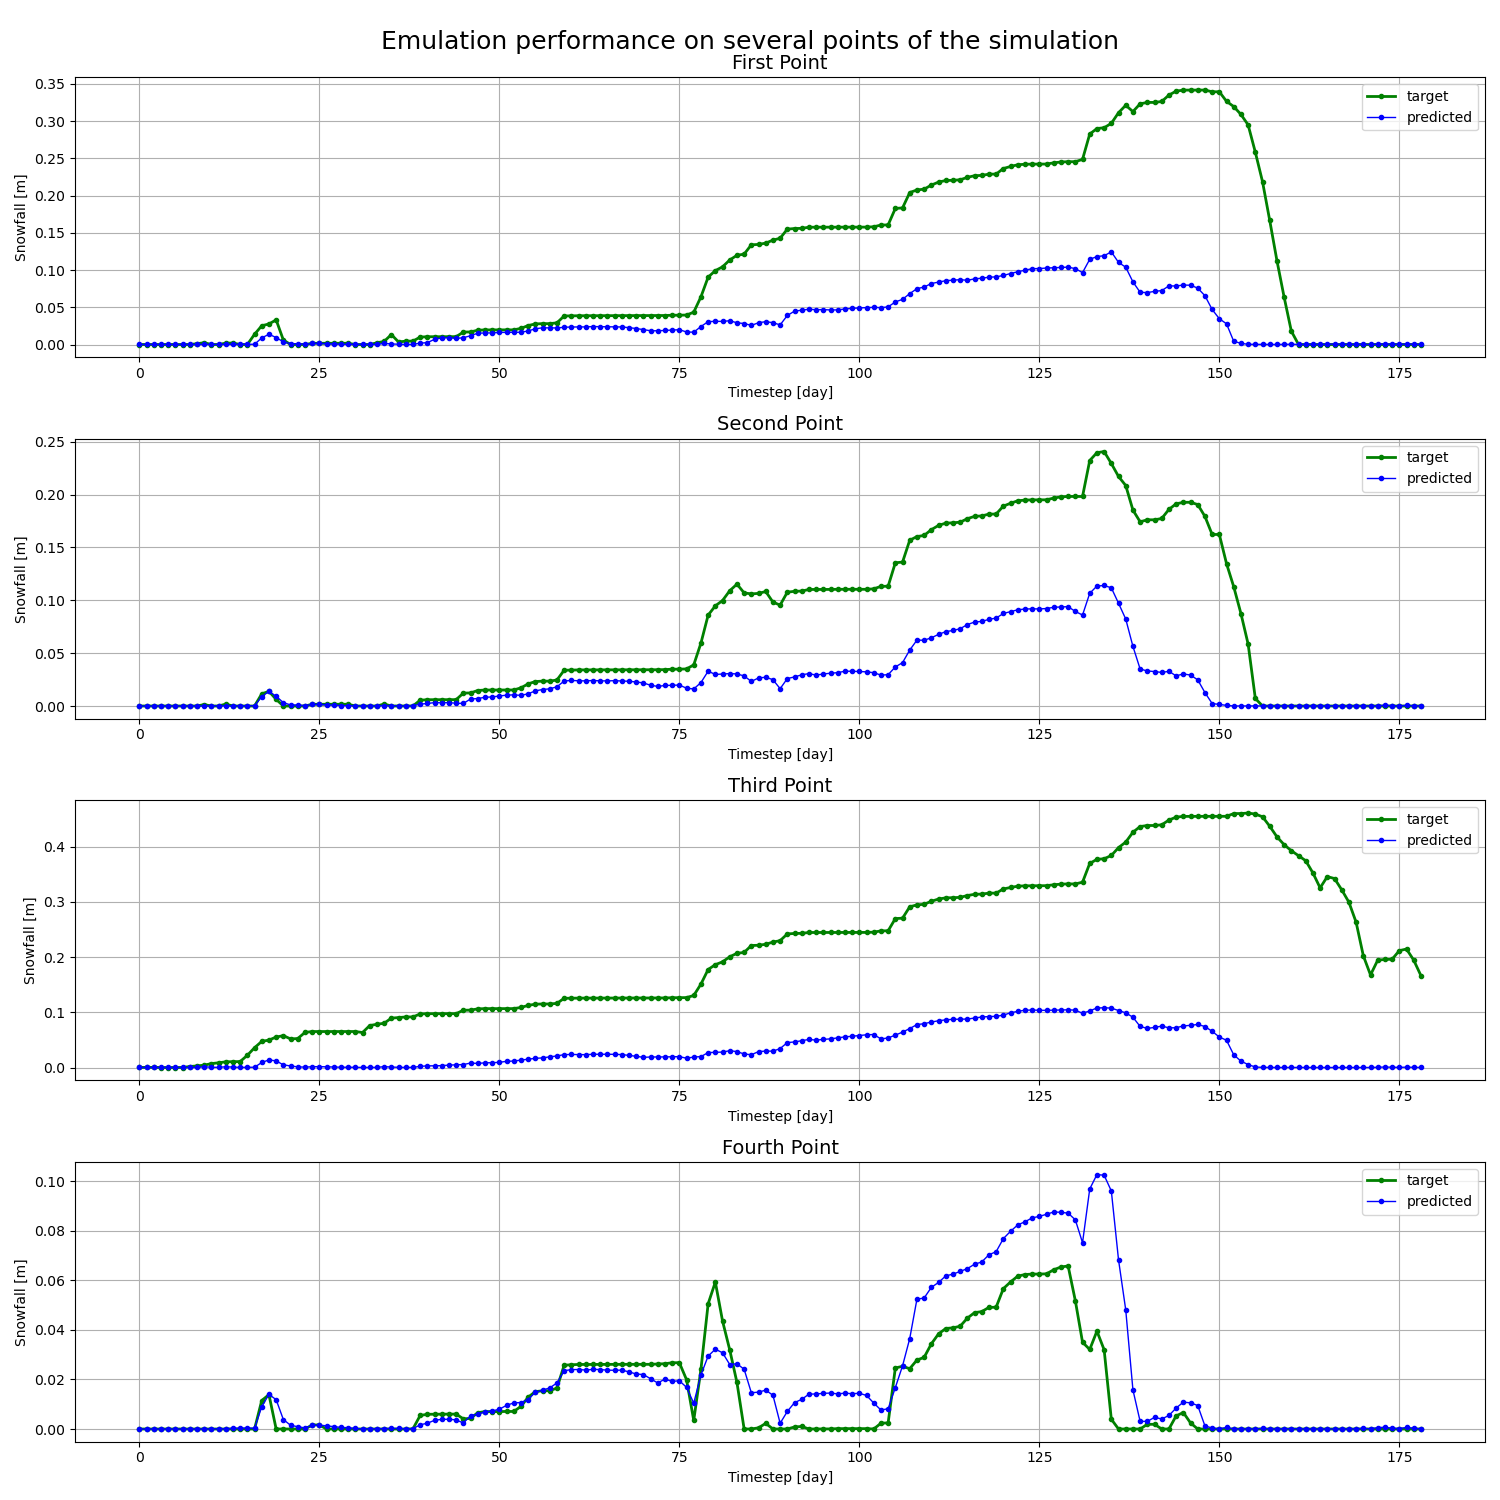 Emulation performance on several points of the simulation
First Point
0.35
0.30
0.25
0.20
0.15
0.10
0.05
0.00
Snowfall [m]
target
predicted
0 25 50 75 100 125 150 175
Timestep [day]
Second Point
0.25
0.20
0.15
0.10
0.05
0.00
Snowfall [m]
target
predicted
0 25 50 75 100 125 150 175
Timestep [day]
Third Point
0.4
0.3
0.2
0.1
0.0
Snowfall [m]
target
predicted
0 25 50 75 100 125 150 175
Timestep [day]
Fourth Point
0.10
0.08
0.06
0.04
0.02
0.00
Snowfall [m]
target
predicted
0 25 50 75 100 125 150 175
Timestep [day]